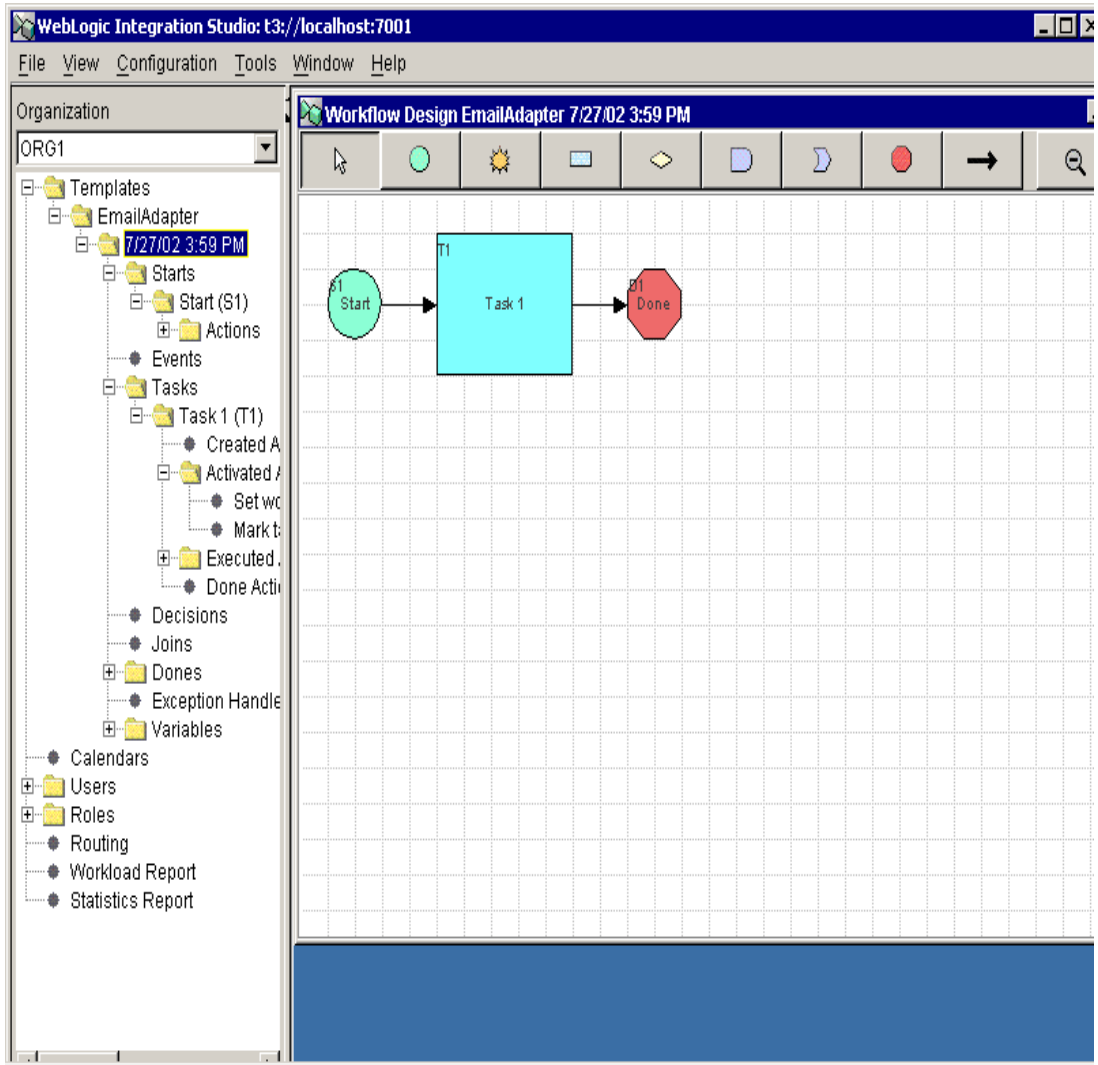 WebLogic Integration Studio: t3://localhost:7001
File View Configuration Tools Window Help
Organization
ORG1
Templates
EmailAdapter
7/27/02 3:59 PM
Starts
Start (S1)
Actions
Events
Tasks
Task 1 (T1)
Created A
Activated
Set wo
Mark t
Executed
Done Acti
Decisions
Joins
Dones
Exception Handle
Variables
Calendars
Users
Roles
Routing
Workload Report
Statistics Report
Workflow Design EmailAdapter 7/27/02 3:59 PM
S1
Start
T1
Task 1
D1
Done